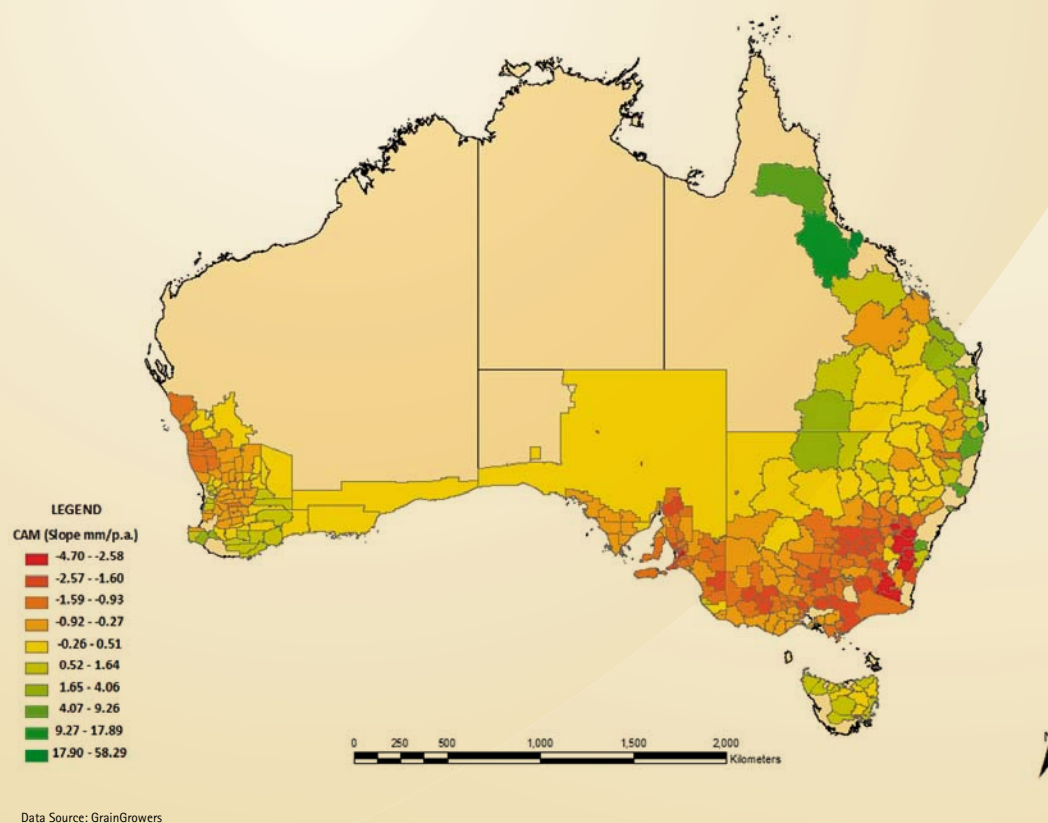 LEGEND
CAM (Slope mm/p.a.)
-4.70 - -2.58
-2.57 - -1.60
-1.59 - -0.93
-0.92 - -0.27
-0.26 - 0.51
0.52 - 1.64
1.65 - 4.06
4.07 - 9.26
9.27 - 17.89
17.90 - 58.29
0 250 500 1,000 1,500 2,000
Kilometers
N
Data Source: GrainGrowers